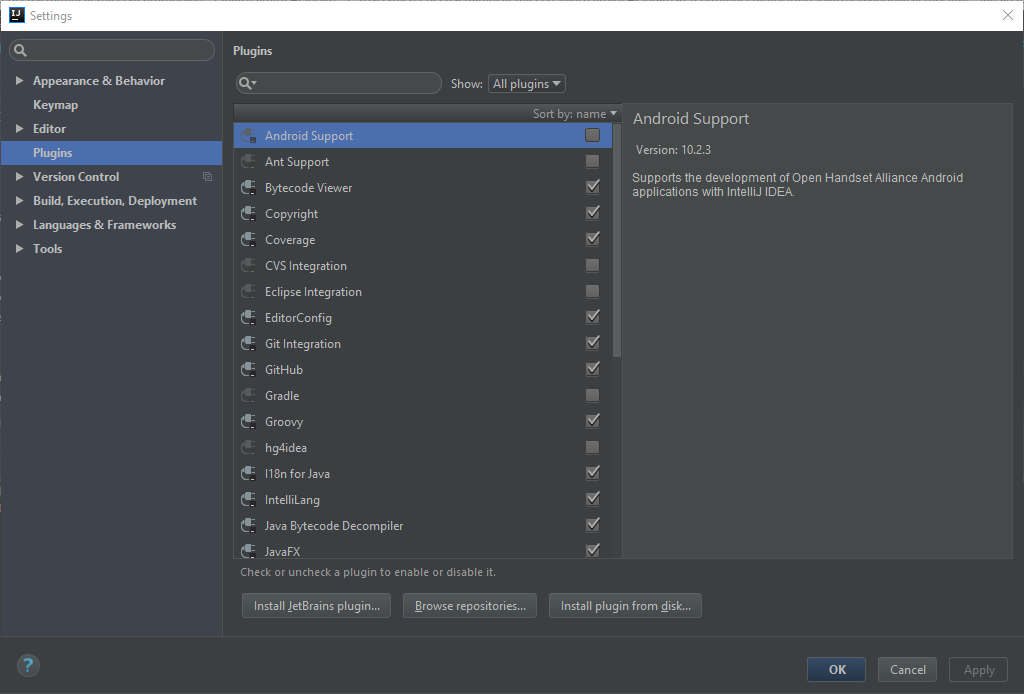 IJ
Settings
Appearance & Behavior
Keymap
Editor
Plugins
Version Control
Build, Execution, Deployment
Languages & Frameworks
Tools
Plugins
Show: All plugins
Sort by: name
Android Support
Ant Support
Bytecode Viewer
Copyright
Coverage
CVS Integration
Eclipse Integration
EditorConfig
Git Integration
GitHub
Gradle
Groovy
hg4idea
I18n for Java
IntelliLang
Java Bytecode Decompiler
JavaFX
Android Support
Version: 10.2.3
Supports the development of Open Handset Alliance Android
applications with IntelliJ IDEA.
Check or uncheck a plugin to enable or disable it.
Install JetBrains plugin... Browse repositories... Install plugin from disk...
? OK Cancel Apply